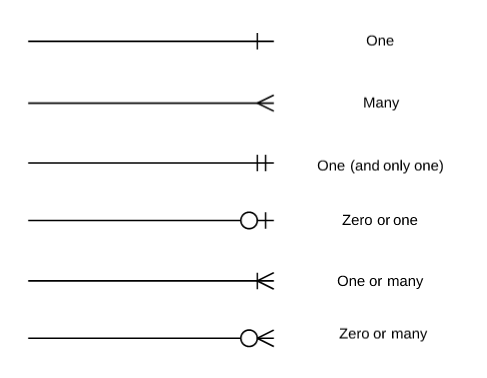 One
Many
One (and only one)
Zero or one
One or many
Zero or many